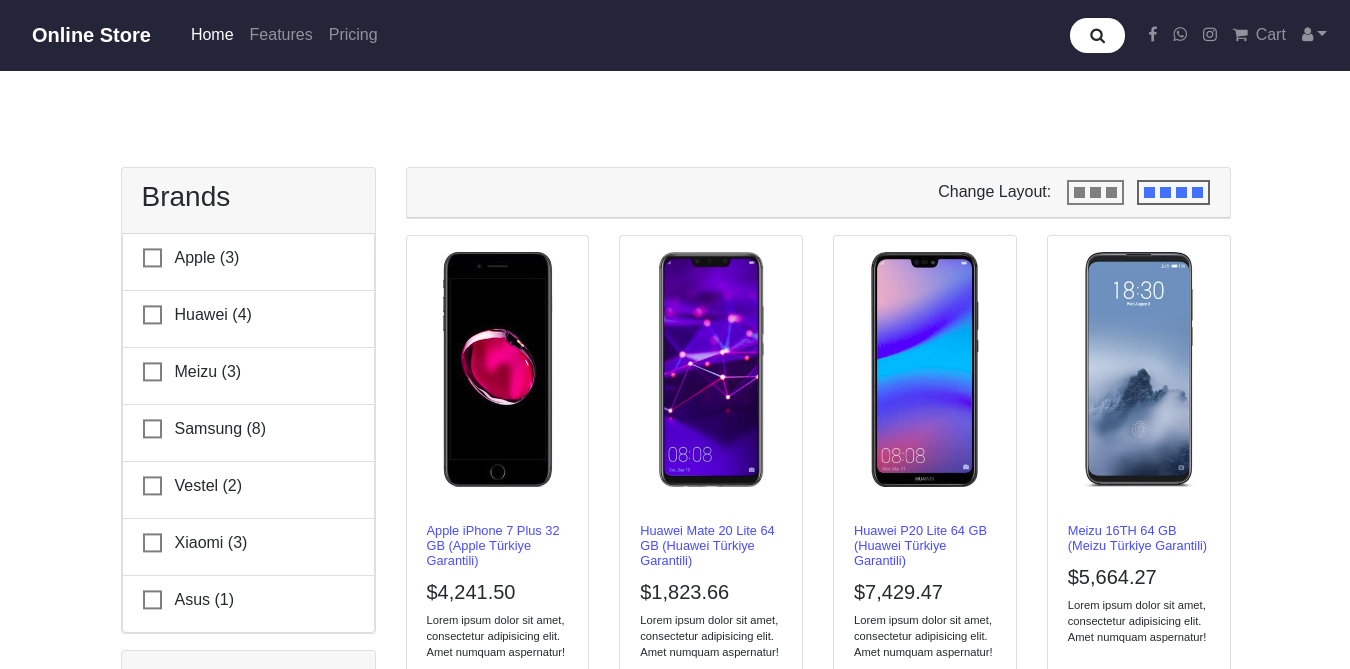 Online Store Home Features Pricing Cart
Brands
Apple (3)
Huawei (4)
Meizu (3)
Samsung (8)
Vestel (2)
Xiaomi (3)
Asus (1)
Change Layout:
08:08
08:08
HUAWEI
18:30
Apple iPhone 7 Plus 32
GB (Apple Türkiye
Garantili)
$4,241.50
Lorem ipsum dolor sit amet,
consectetur adipisicing elit.
Amet numquam aspernatur!
Huawei Mate 20 Lite 64
GB (Huawei Türkiye
Garantili)
$1,823.66
Lorem ipsum dolor sit amet,
consectetur adipisicing elit.
Amet numquam aspernatur!
Huawei P20 Lite 64 GB
(Huawei Türkiye
Garantili)
$7,429.47
Lorem ipsum dolor sit amet,
consectetur adipisicing elit.
Amet numquam aspernatur!
Meizu 16TH 64 GB
(Meizu Türkiye Garantili)
$5,664.27
Lorem ipsum dolor sit amet,
consectetur adipisicing elit.
Amet numquam aspernatur!